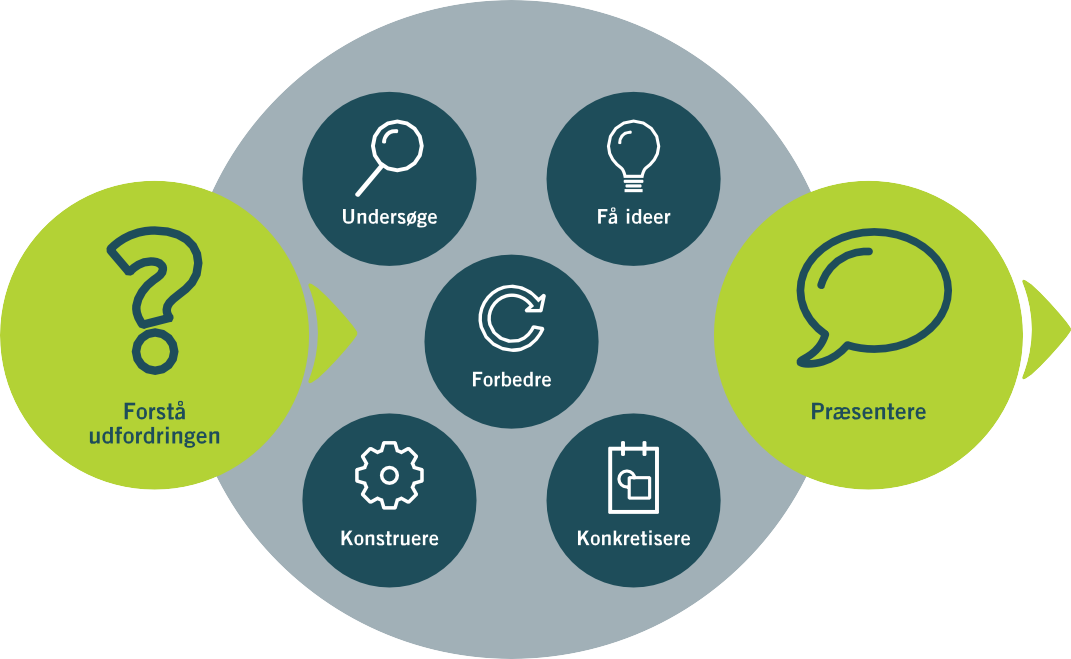 Undersøge
Få ideer
Forstå
udfordringen
Forbedre
Præsentere
Konstruere
Konkretisere